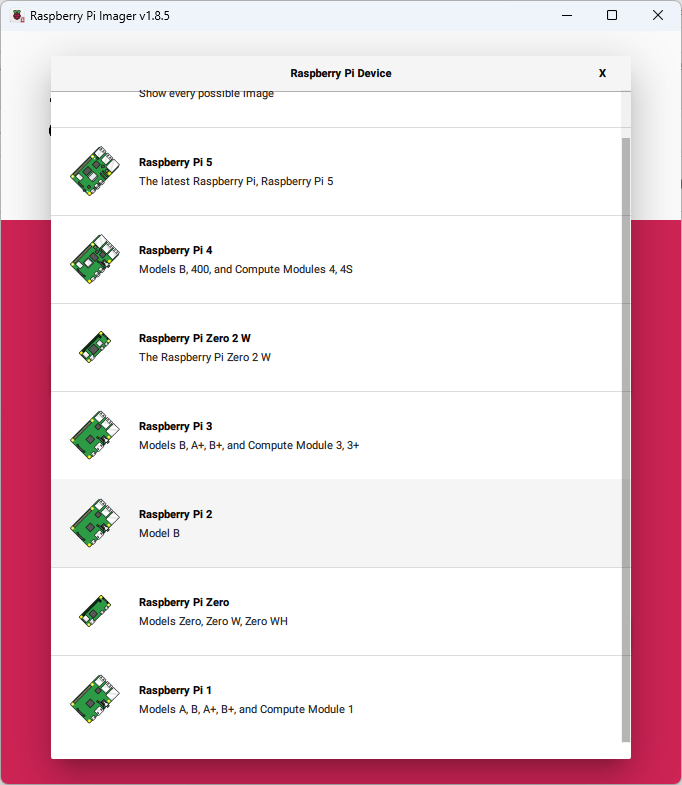 Raspberry Pi Imager v1.8.5
Raspberry Pi Device
X
Show every possible image
Raspberry Pi 5
The latest Raspberry Pi, Raspberry Pi 5
Raspberry Pi 4
Models B, 400, and Compute Modules 4, 4S
Raspberry Pi Zero 2 W
The Raspberry Pi Zero 2 W
Raspberry Pi 3
Models B, A+, B+, and Compute Module 3, 3+
Raspberry Pi 2
Model B
Raspberry Pi Zero
Models Zero, Zero W, Zero WH
Raspberry Pi 1
Models A, B, A+, B+, and Compute Module 1